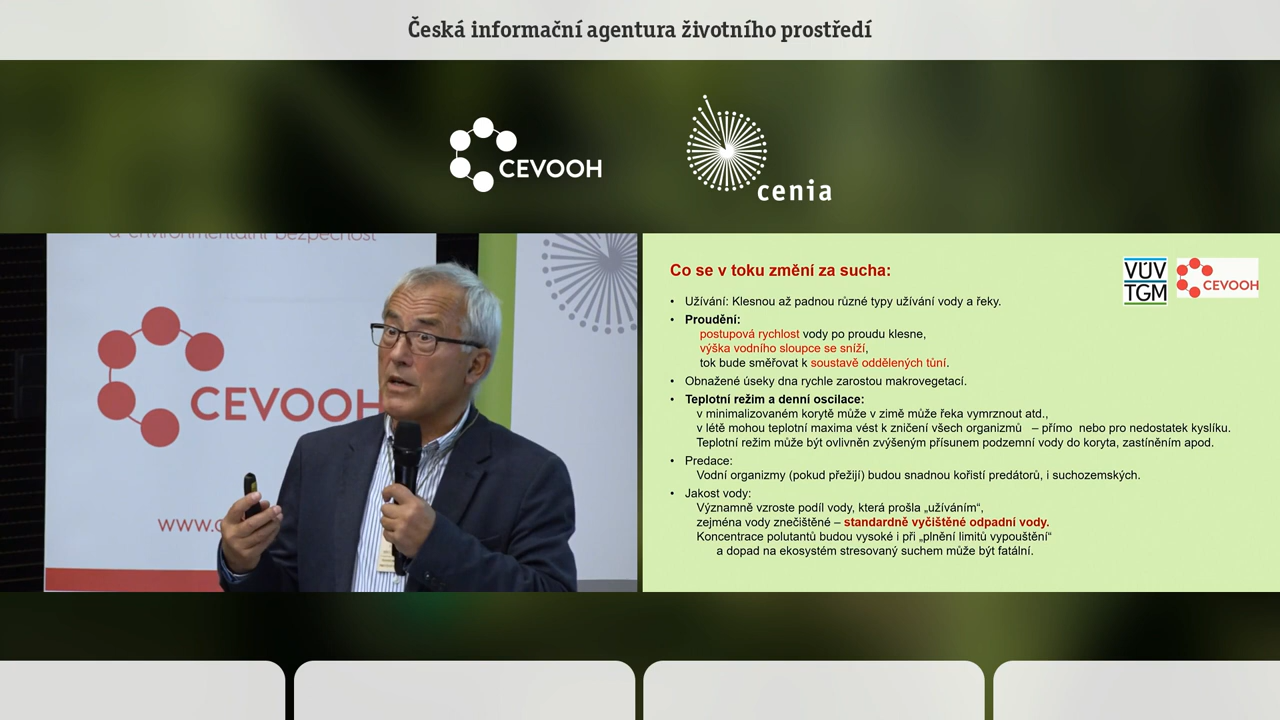 Česká informační agentura životního prostředí
CEVOOH
cenia
a environmentální bezpečnost
CEVOOH
www.c
Co se v toku změní za sucha:
VÚV
TGM
CEVOOH
• Užívání: Klesnou až padnou různé typy užívání vody a řeky.
• Proudění:
postupová rychlost vody po proudu klesne,
výška vodního sloupce se sníží,
tok bude směřovat k soustavě oddělených tůní.
• Obnažené úseky dna rychle zarostou makrovegetací.
• Teplotní režim a denní oscilace:
v minimalizovaném korytě může v zimě může řeka vymrznout atd.,
v létě mohou teplotní maxima vést k zničení všech organizmů – přímo nebo pro nedostatek kyslíku.
Teplotní režim může být ovlivněn zvýšeným přísunem podzemní vody do koryta, zastíněním apod.
• Predace:
Vodní organizmy (pokud přežijí) budou snadnou kořistí predátorů, i suchozemských.
• Jakost vody:
Významně vzroste podíl vody, která prošla „užíváním“,
zejména vody znečištěné – standardně vyčištěné odpadní vody.
Koncentrace polutantů budou vysoké i při „plnění limitů vypouštění“
a dopad na ekosystém stresovaný suchem může být fatální.